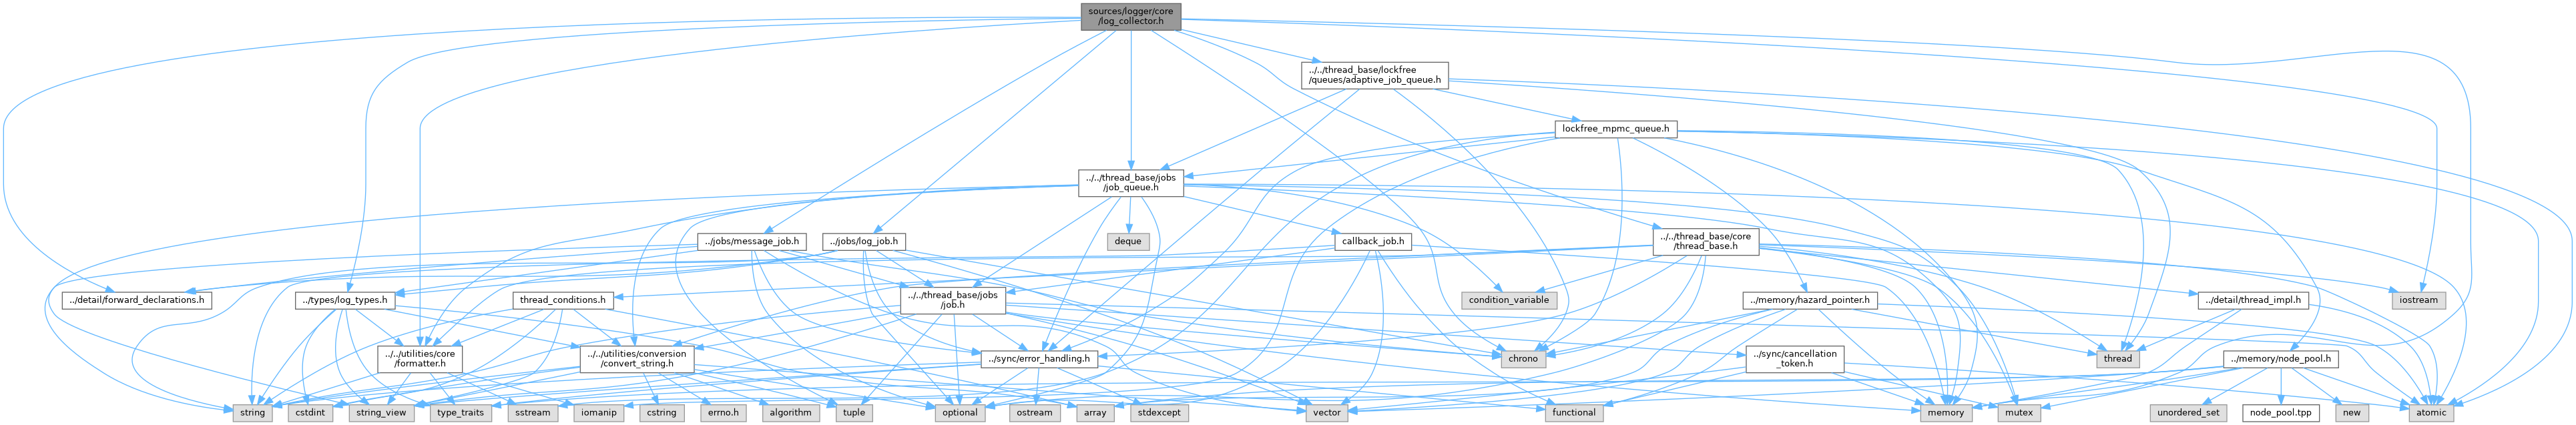 sources/logger/core
/log_collector.h
../../thread_base/lockfree
/queues/adaptive_job_queue.h
lockfree_mpmc_queue.h
../../thread_base/jobs
/job_queue.h
../jobs/message_job.h
../jobs/log_job.h
deque
callback_job.h
../../thread_base/core
/thread_base.h
../detail/forward_declarations.h
../types/log_types.h
thread_conditions.h
../../thread_base/jobs
/job.h
condition_variable
../memory/hazard_pointer.h
../detail/thread_impl.h
iostream
../../utilities/core
/formatter.h
../../utilities/conversion
/convert_string.h
../sync/error_handling.h
chrono
../sync/cancellation
_token.h
thread
../memory/node_pool.h
string
cstdint
string_view
type_traits
sstream
iomanip
cstring
errno.h
algorithm
tuple
optional
ostream
array
stdexcept
vector
functional
memory
mutex
unordered_set
node_pool.tpp
new
atomic